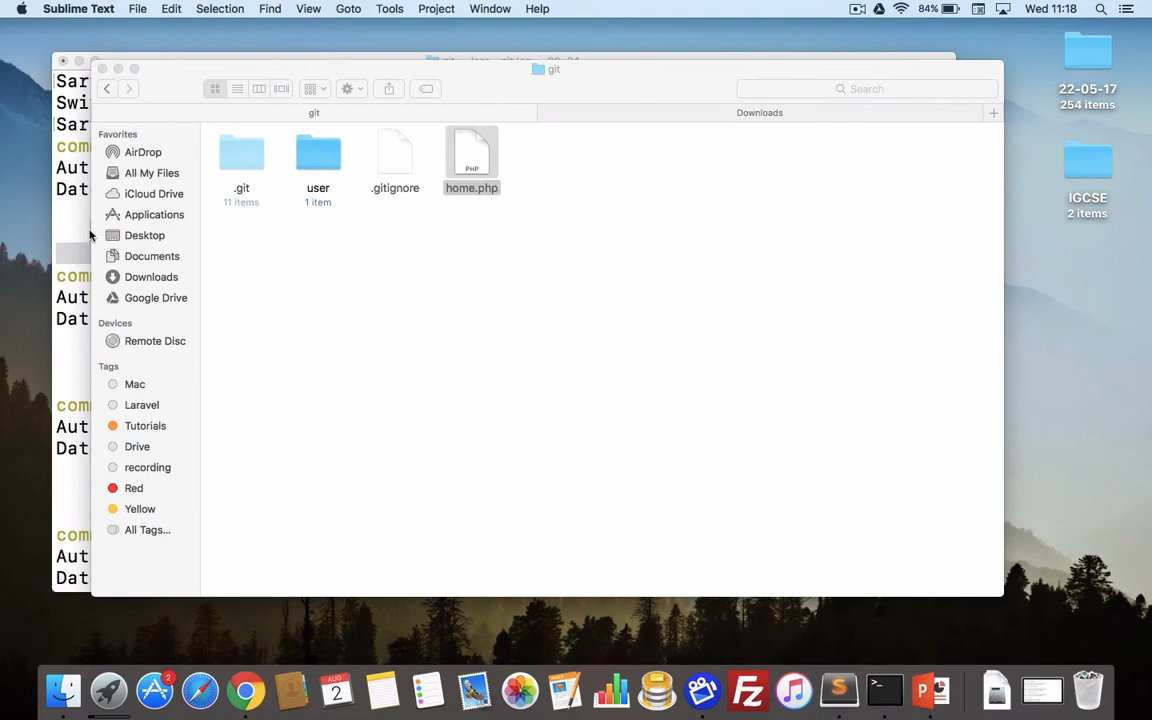 Sublime Text File Edit Selection Find View Goto Tools Project Window Help
84% Wed 11:18
22-05-17
254 items
IGCSE
2 items
Sar
Swi
Sar
com
Aut
Dat
com
Aut
Dat
com
Aut
Dat
com
Aut
Dat
git
Search
git Downloads
Favorites
AirDrop
All My Files
iCloud Drive
Applications
Desktop
Documents
Downloads
Google Drive
Devices
Remote Disc
Tags
Mac
Laravel
Tutorials
Drive
recording
Red
Yellow
All Tags...
.git
11 items
user
1 item
.gitignore
PHP
home.php
2
AUG
2
S
>_
P
FZ